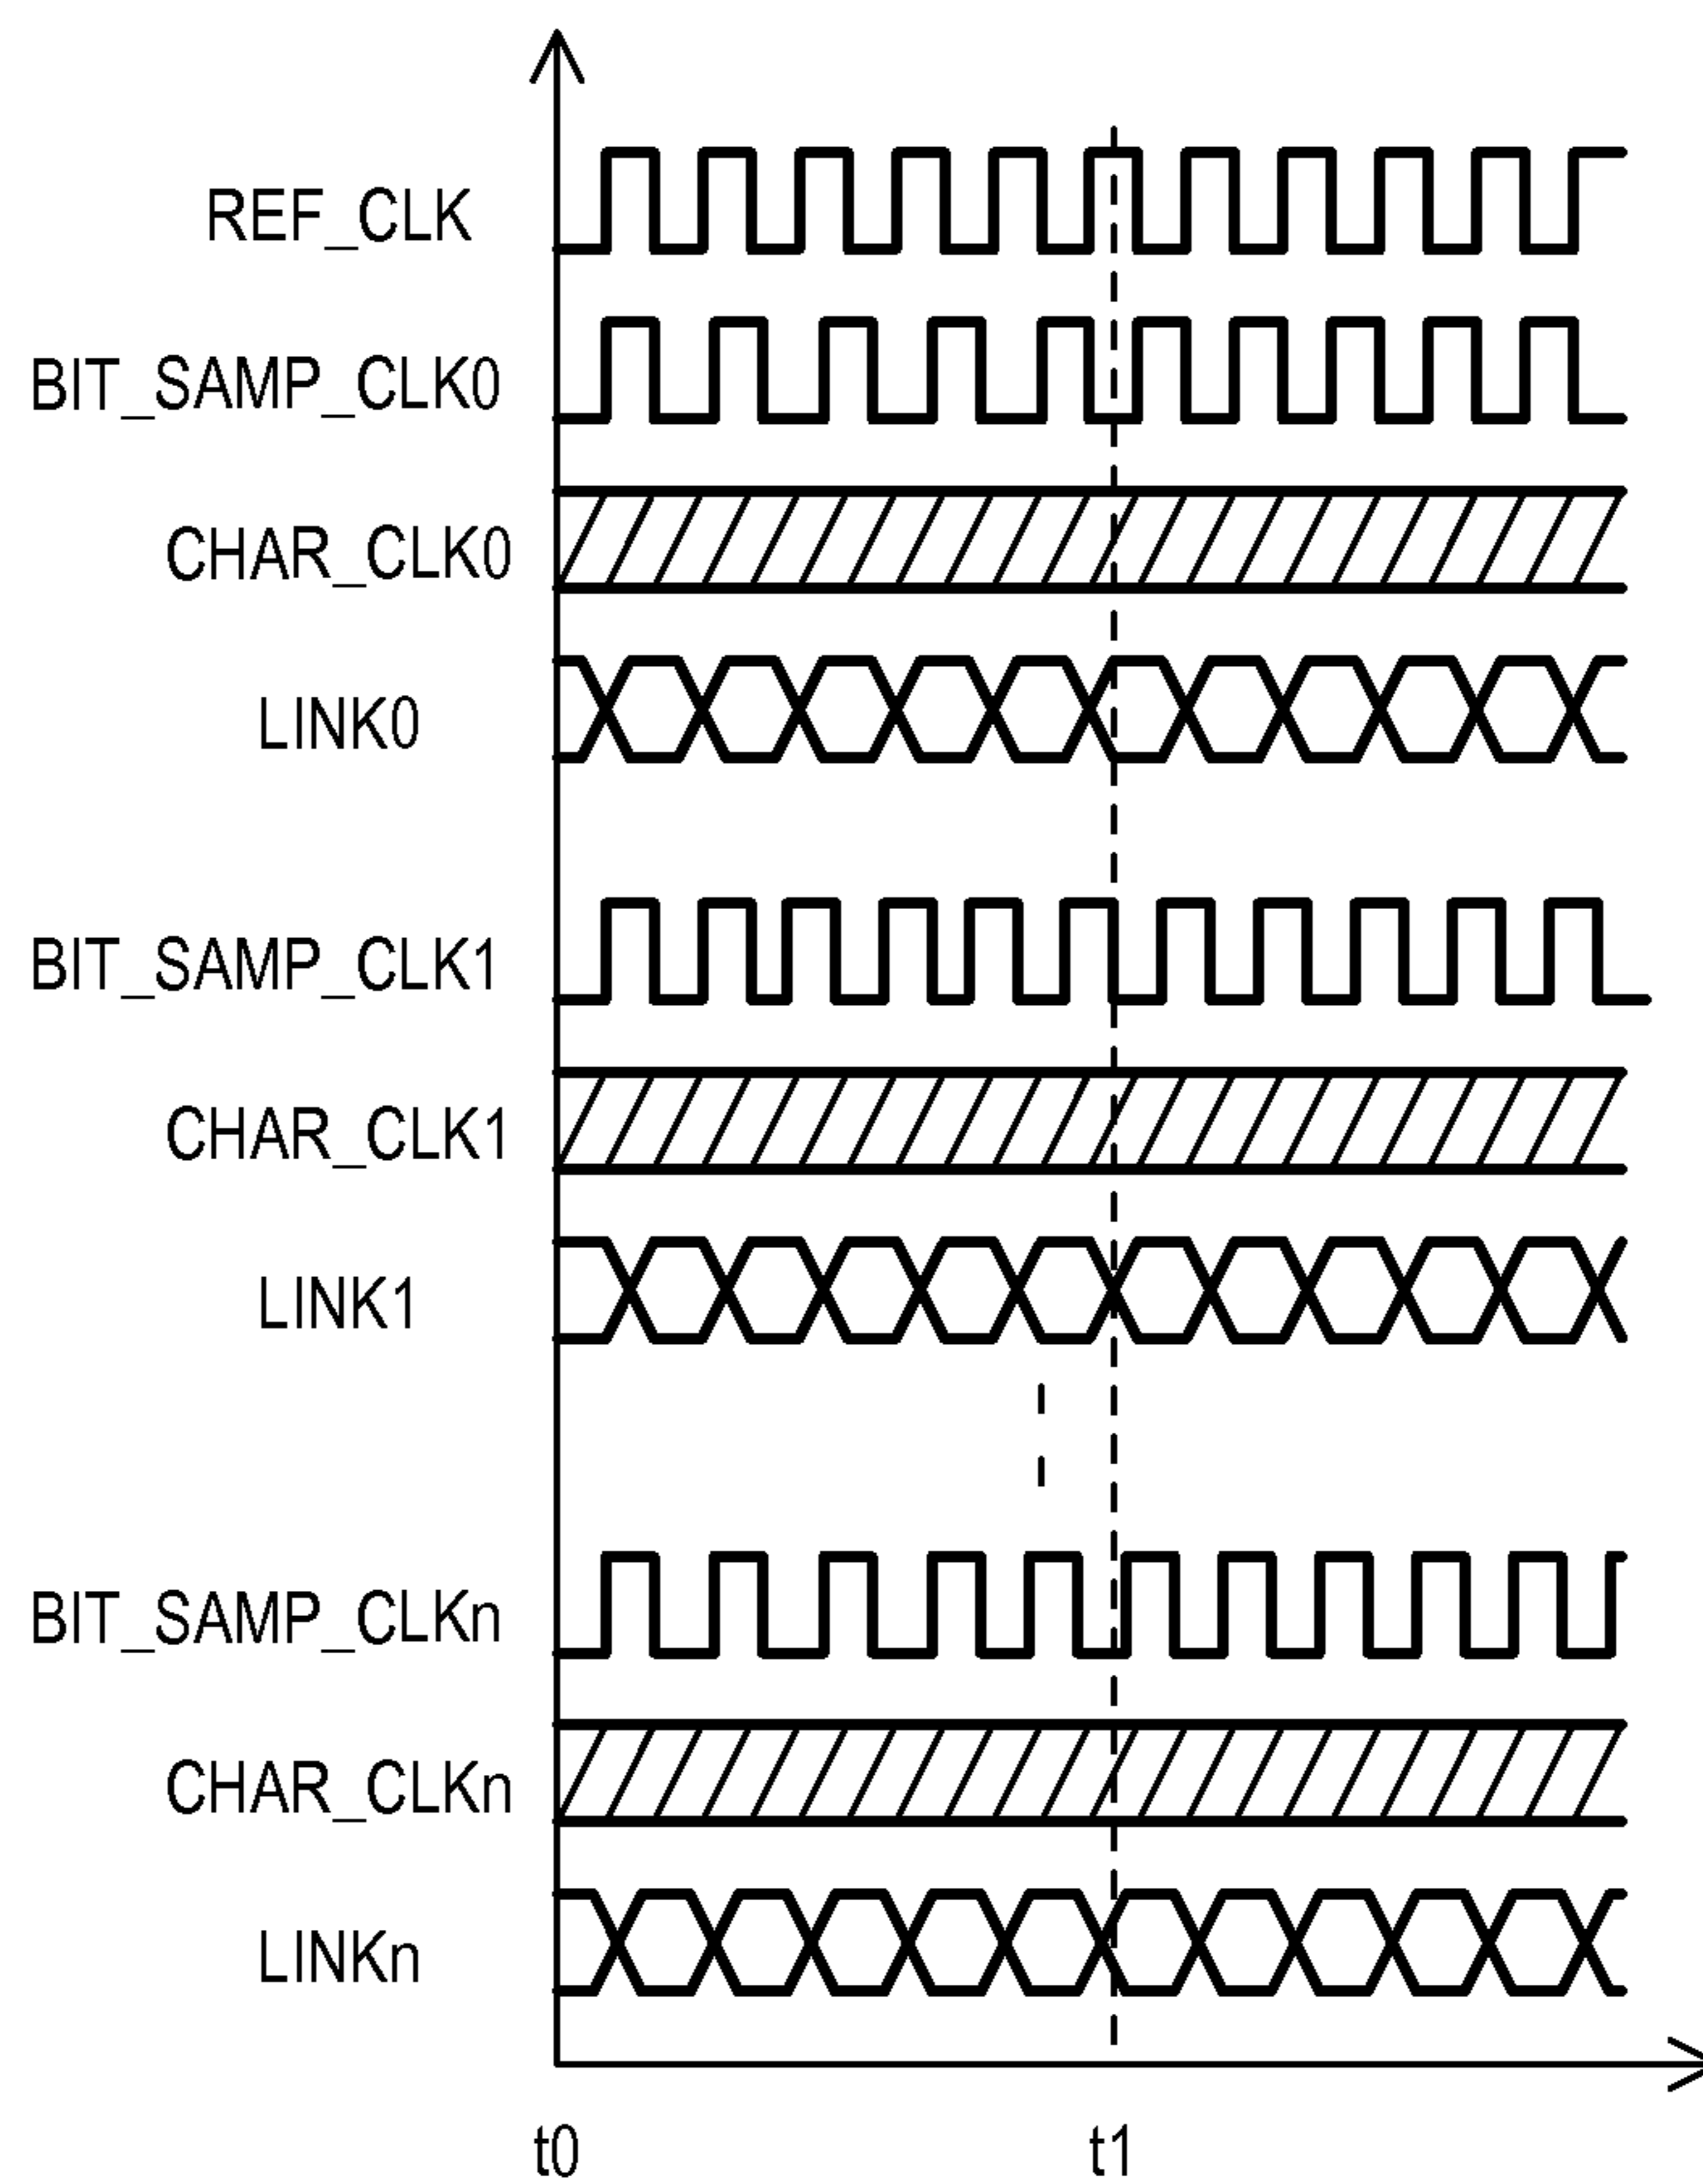 REF_CLK
BIT_SAMP_CLK0
CHAR_CLK0
LINK0
BIT_SAMP_CLK1
CHAR_CLK1
LINK1
BIT_SAMP_CLKn
CHAR_CLKn
LINKn
t0 t1